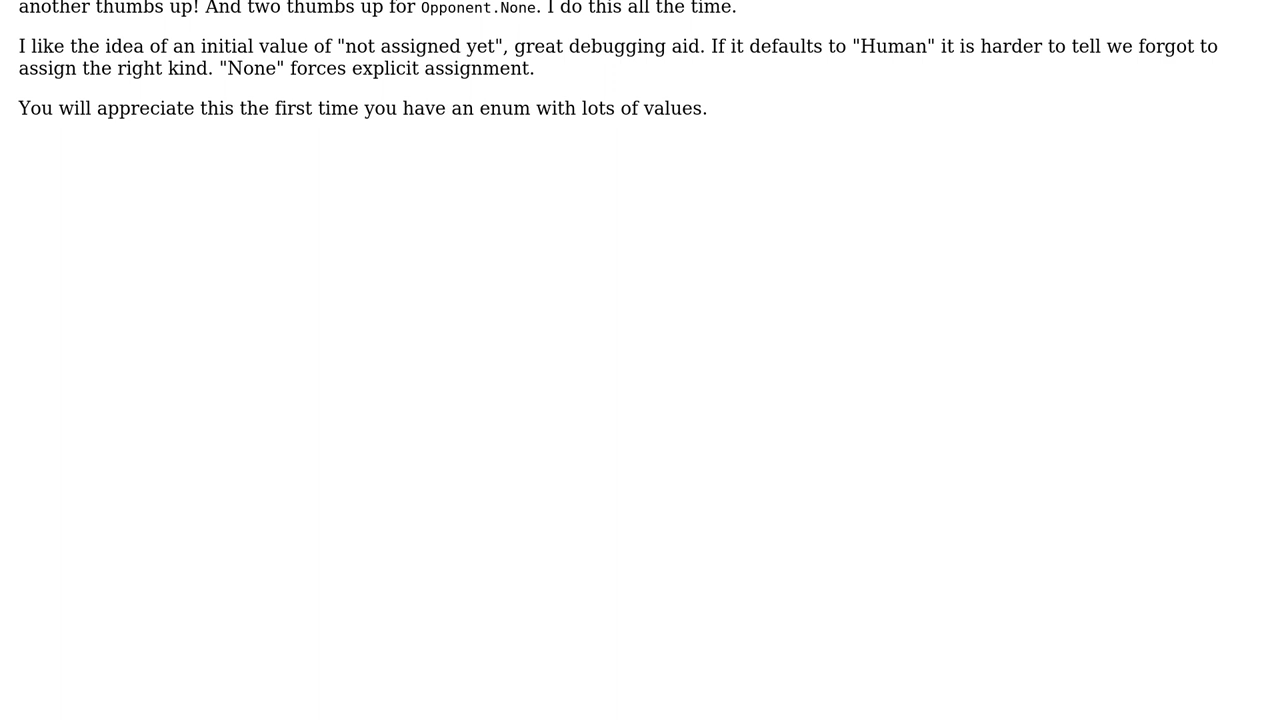 another thumbs up! And two thumbs up for Opponent.None. I do this all the time.
I like the idea of an initial value of "not assigned yet", great debugging aid. If it defaults to "Human" it is harder to tell we forgot to
assign the right kind. "None" forces explicit assignment.
You will appreciate this the first time you have an enum with lots of values.